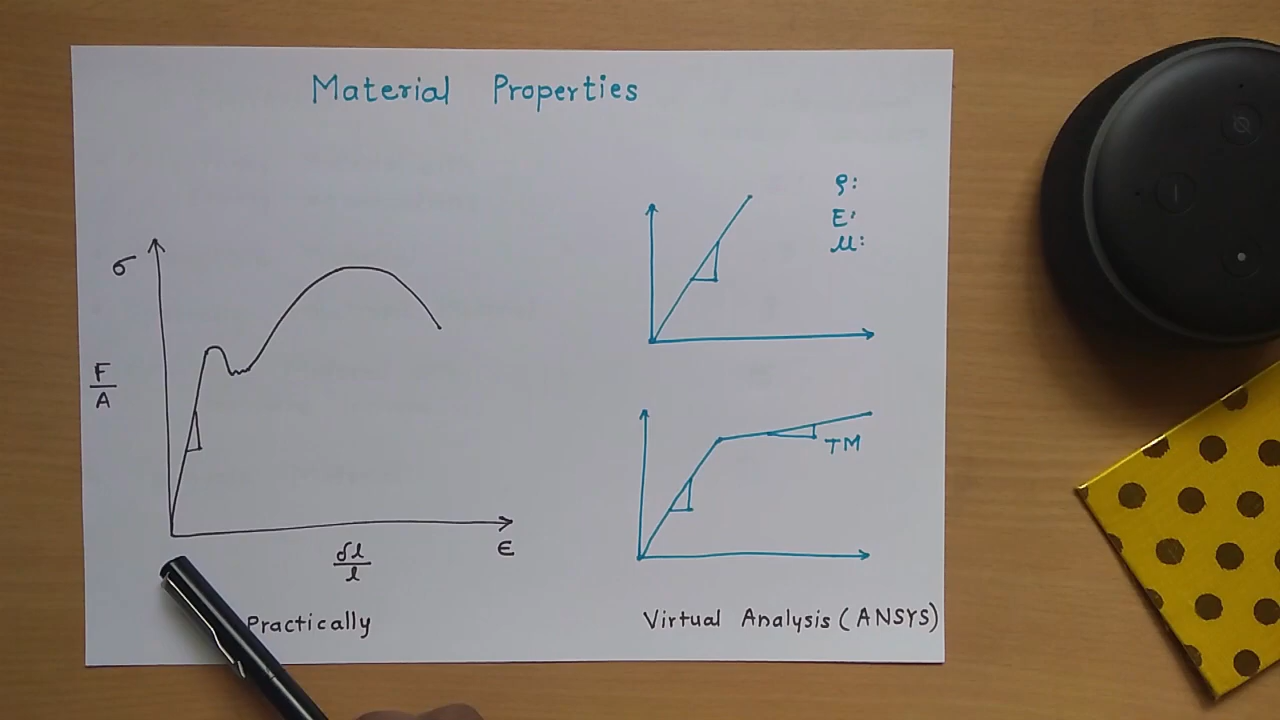 Material Properties
σ
F
A
δl
l
ε
Practically
ρ:
E:
μ:
TM
Virtual Analysis (ANSYS)